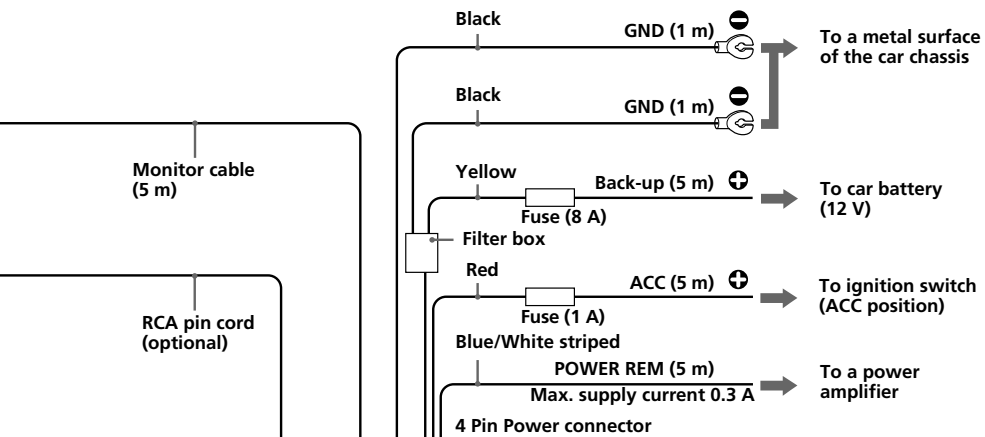 Black
GND (1 m)
To a metal surface
of the car chassis
Black
GND (1 m)
Monitor cable
(5 m)
Yellow
Back-up (5 m)
To car battery
(12 V)
Fuse (8 A)
Filter box
Red
ACC (5 m)
To ignition switch
(ACC position)
Fuse (1 A)
RCA pin cord
(optional)
Blue/White striped
POWER REM (5 m)
To a power
amplifier
Max. supply current 0.3 A
4 Pin Power connector